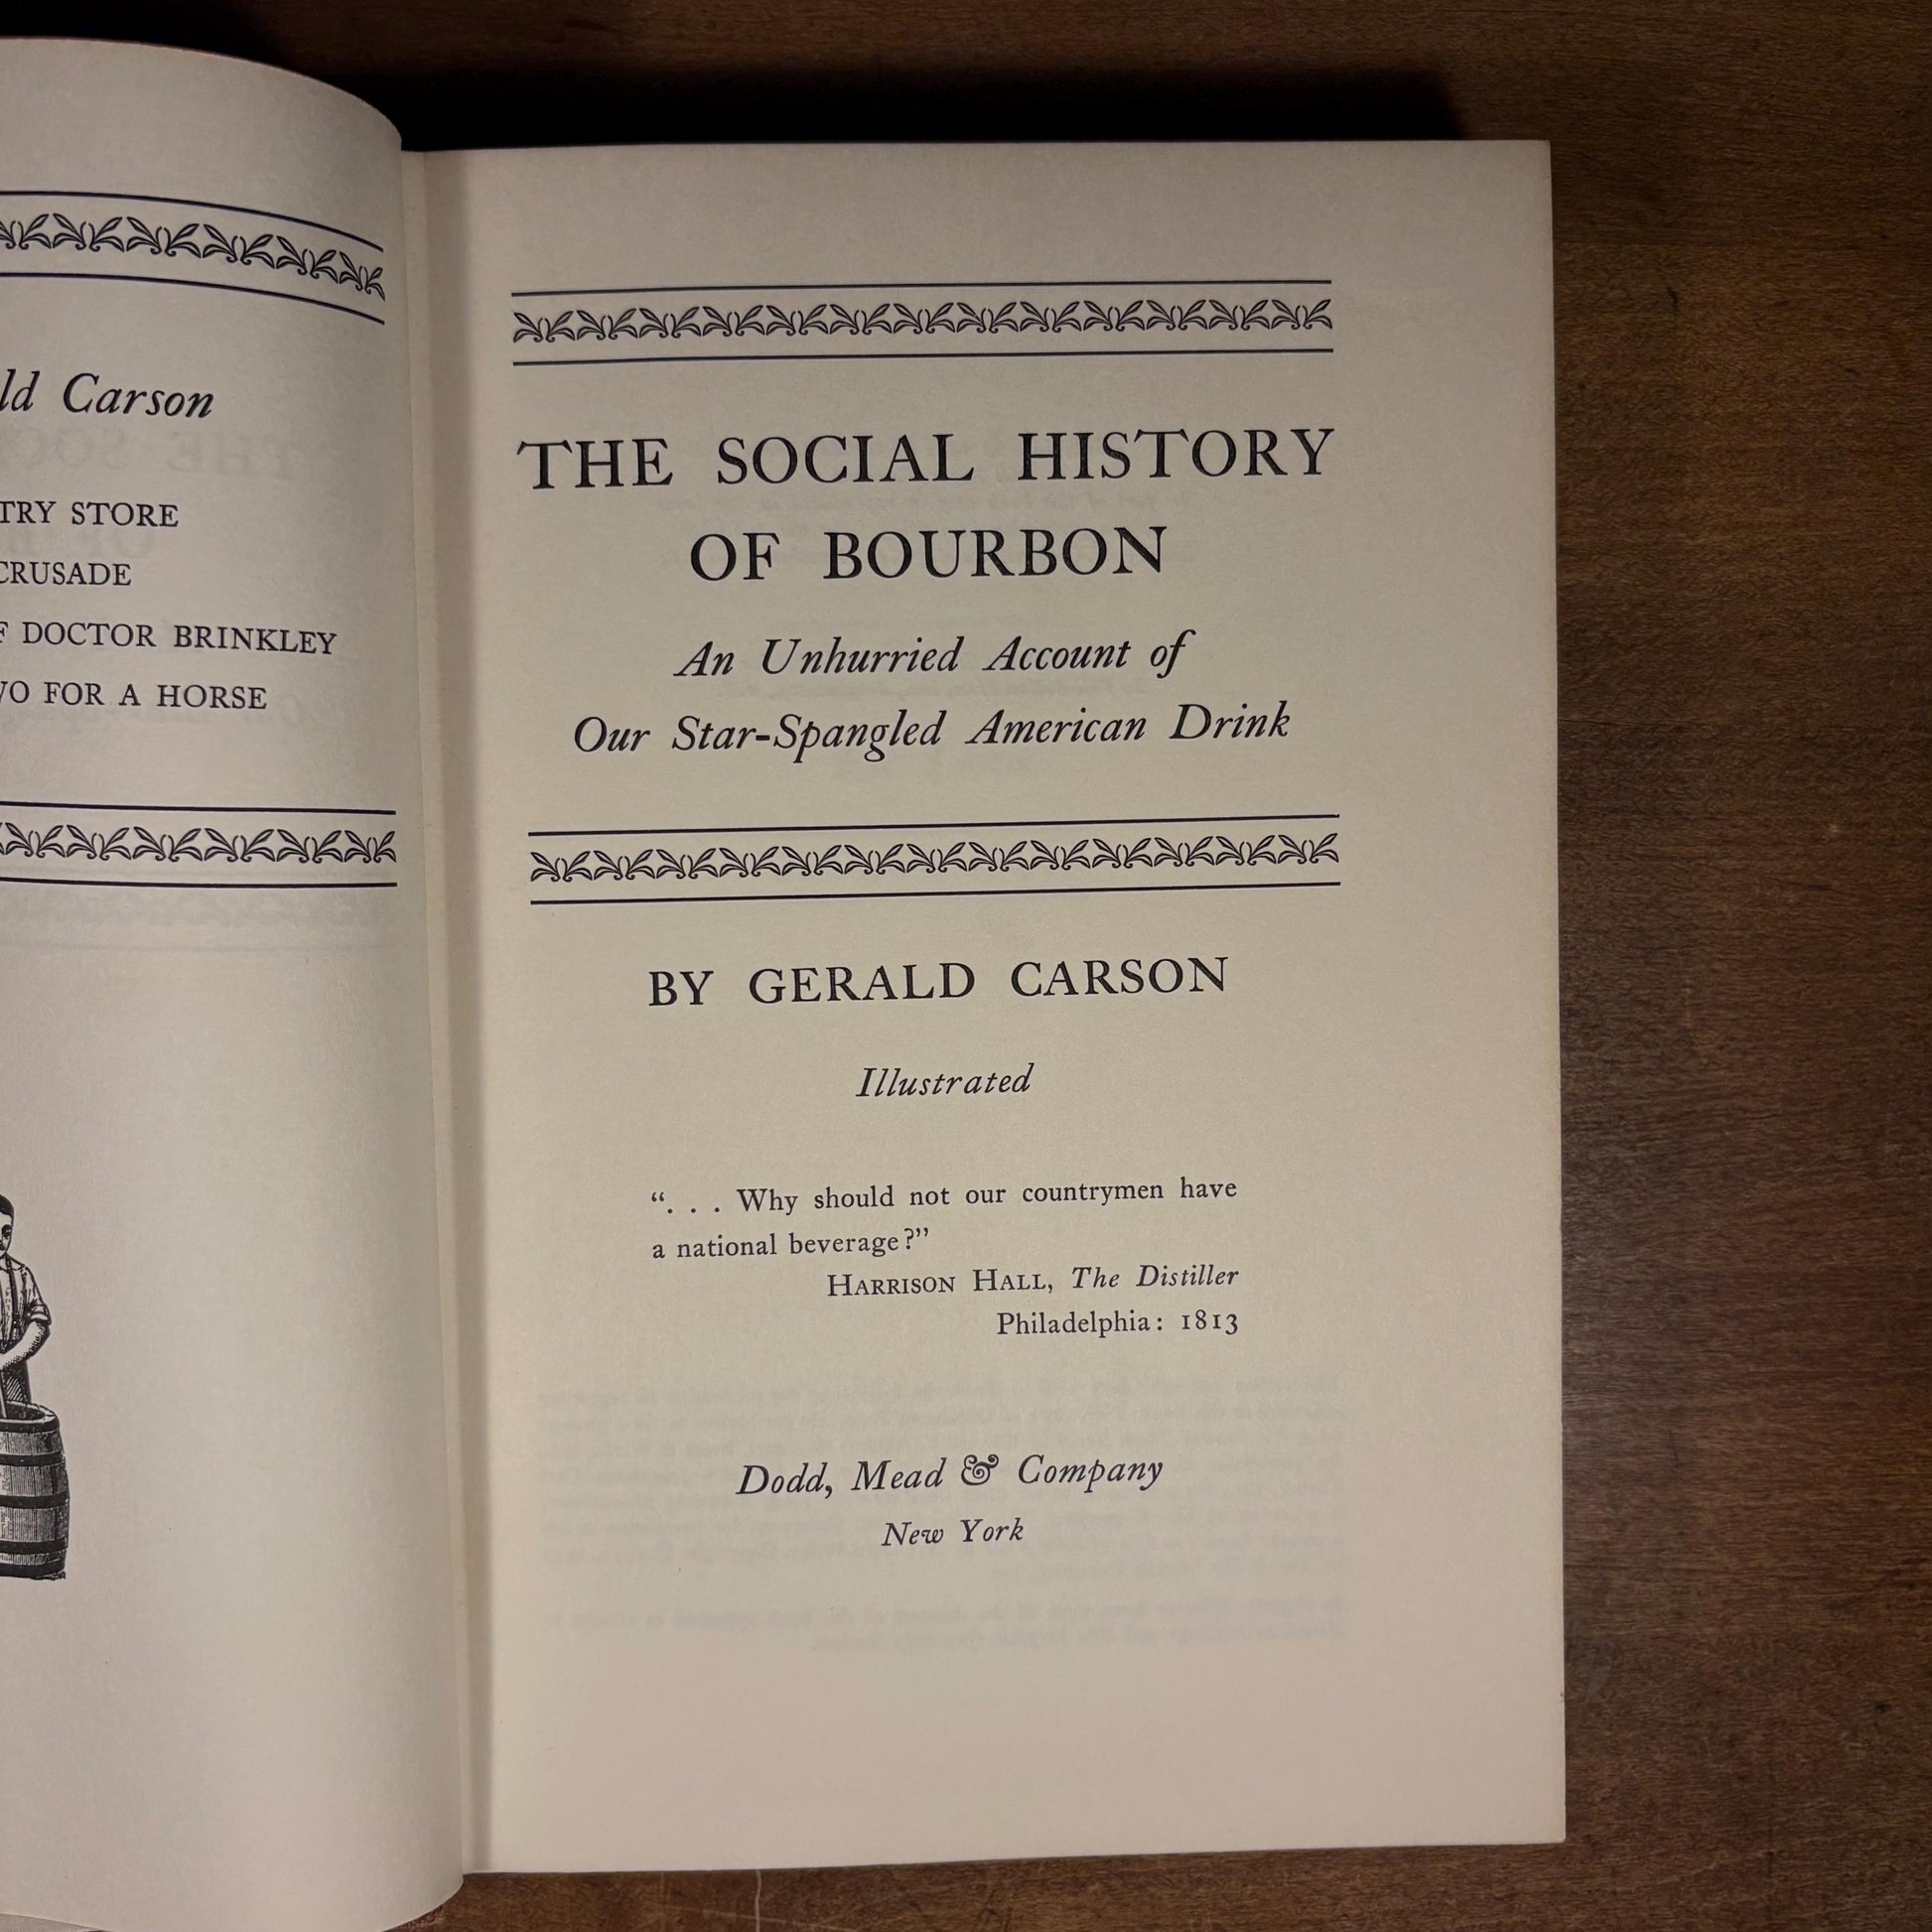 Carson
TRY STORE
CRUSADE
DOCTOR BRINKLEY
FOR A HORSE
THE SOCIAL HISTORY
OF BOURBON
An Unhurried Account of
Our Star-Spangled American Drink
BY GERALD CARSON
Illustrated
“. . . Why should not our countrymen have
a national beverage?”
HARRISON HALL, The Distiller
Philadelphia: 1813
Dodd, Mead & Company
New York